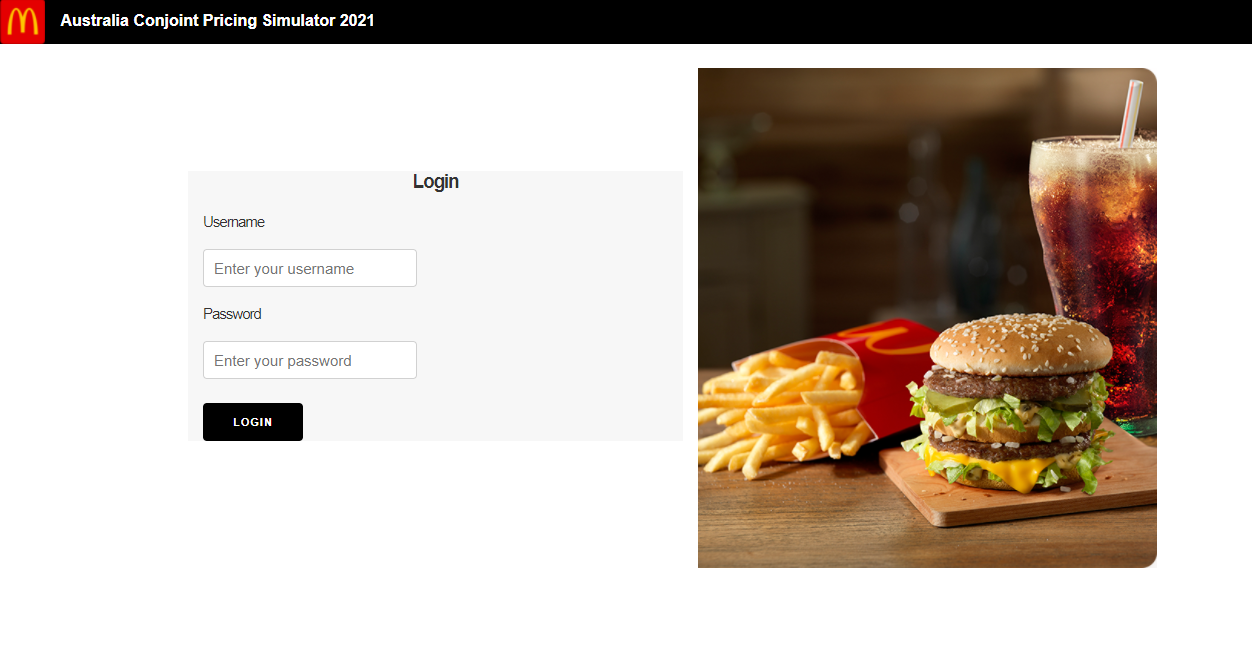 Australia Conjoint Pricing Simulator 2021
Login
Username
Enter your username
Password
Enter your password
LOGIN